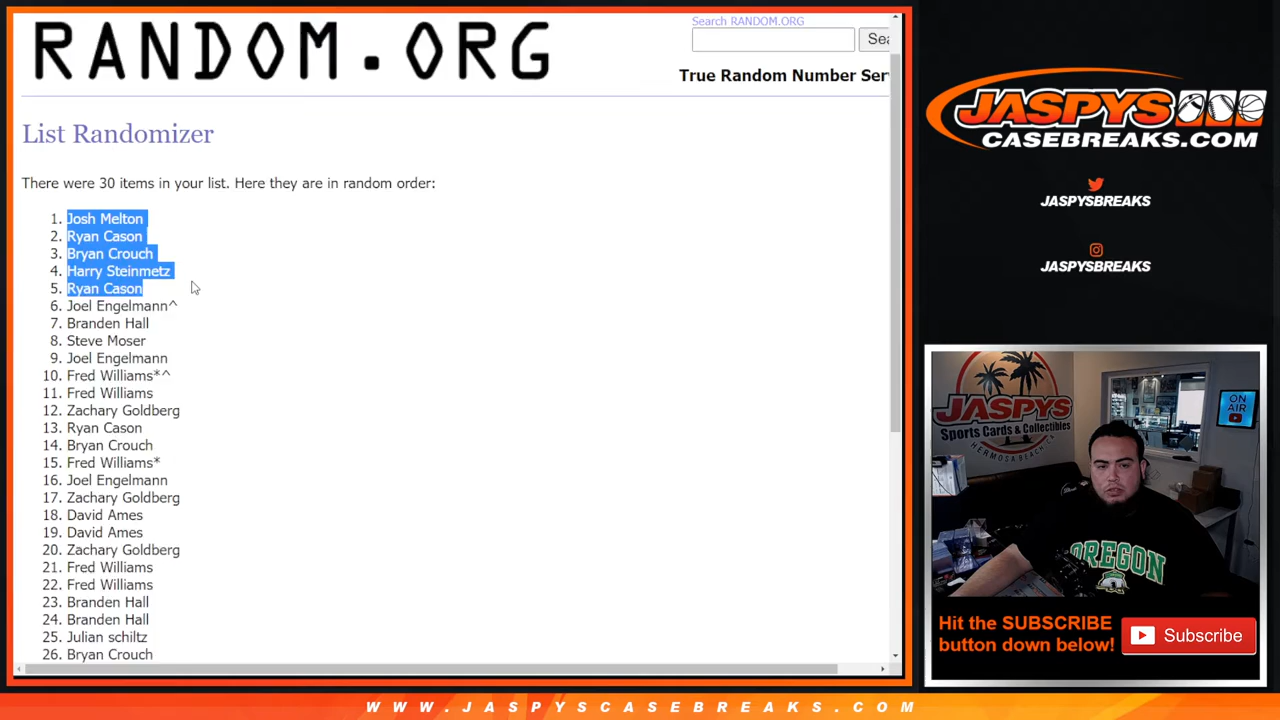 RANDOM.ORG
Search RANDOM.ORG
Sea
True Random Number Ser
List Randomizer
There were 30 items in your list. Here they are in random order:
1. Josh Melton
2. Ryan Cason
3. Bryan Crouch
4. Harry Steinmetz
5. Ryan Cason
6. Joel Engelmann^
7. Branden Hall
8. Steve Moser
9. Joel Engelmann
10. Fred Williams*^
11. Fred Williams
12. Zachary Goldberg
13. Ryan Cason
14. Bryan Crouch
15. Fred Williams*
16. Joel Engelmann
17. Zachary Goldberg
18. David Ames
19. David Ames
20. Zachary Goldberg
21. Fred Williams
22. Fred Williams
23. Branden Hall
24. Branden Hall
25. Julian schiltz
26. Bryan Crouch
JASPYS
CASEBREAKS.COM
JASPYSBREAKS
JASPYSBREAKS
JASPYS
Sports Cards & Collectibles
HERMOSA BEACH, CA
ON
AIR
OREGON
Hit the SUBSCRIBE
button down below!
Subscribe
WWW.JASPYSCASEBREAKS.COM